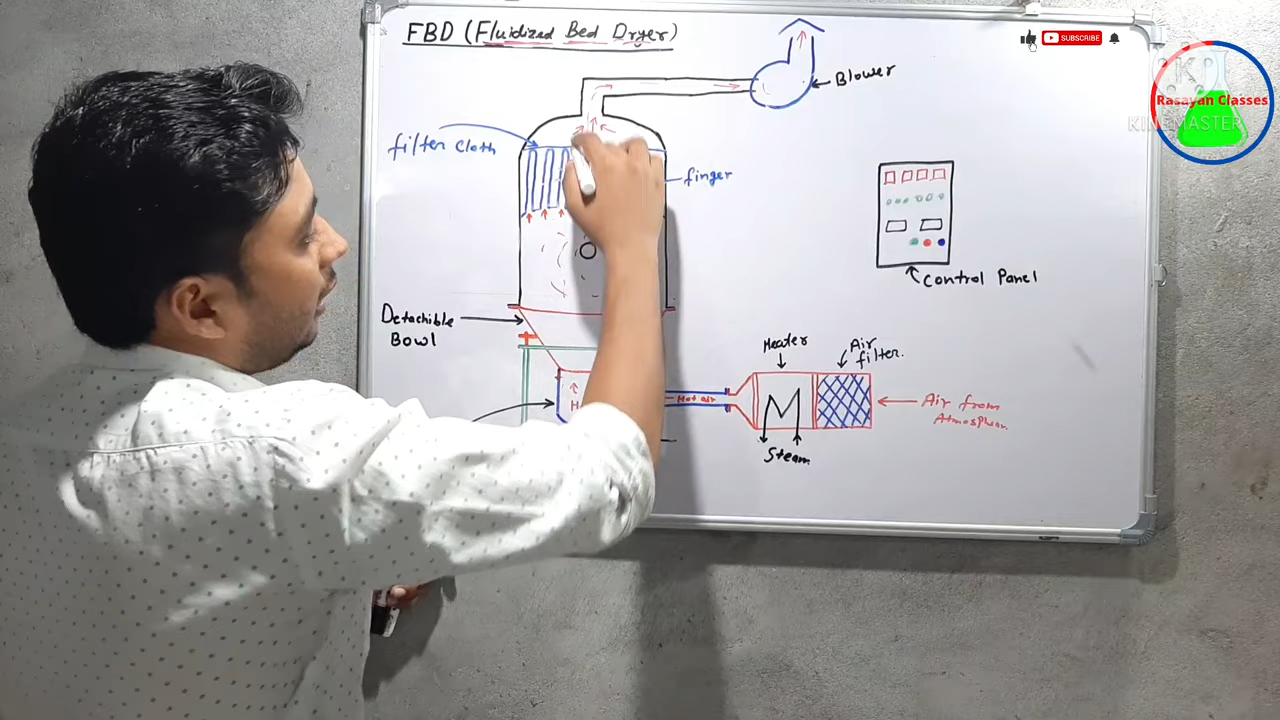 FBD (Fluidized Bed Dryer)
SUBSCRIBE
Rasayan Classes
KINEMASTER
Blower
filter cloth
finger
Control Panel
Detachible
Bowl
Heater
Air
filter.
Hot air
Air from
Steam